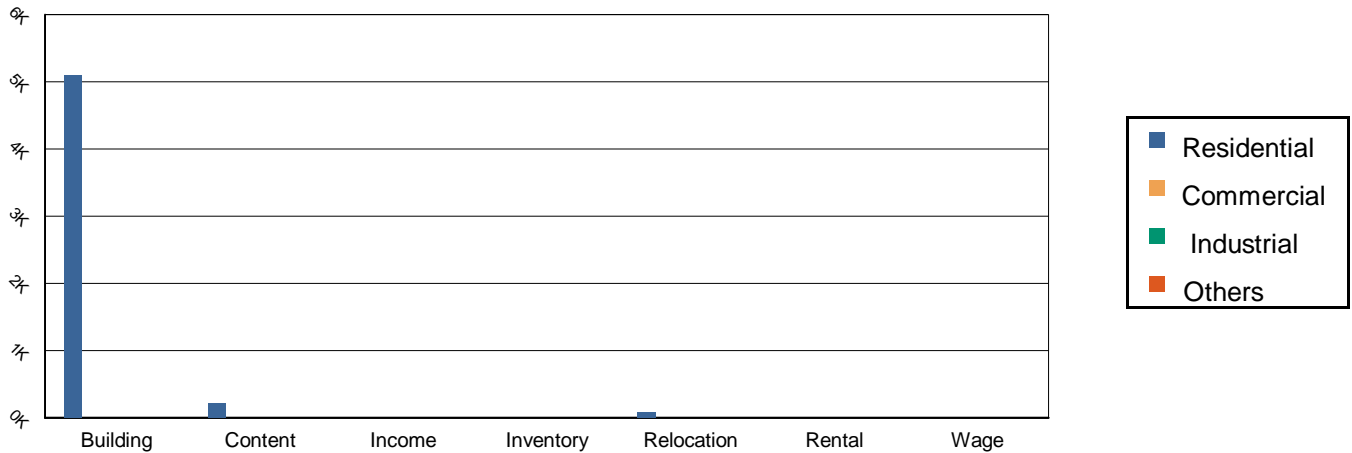 6K
5K
4K
3K
2K
1K
0K
Building Content Income Inventory Relocation Rental Wage
Residential
Commercial
Industrial
Others